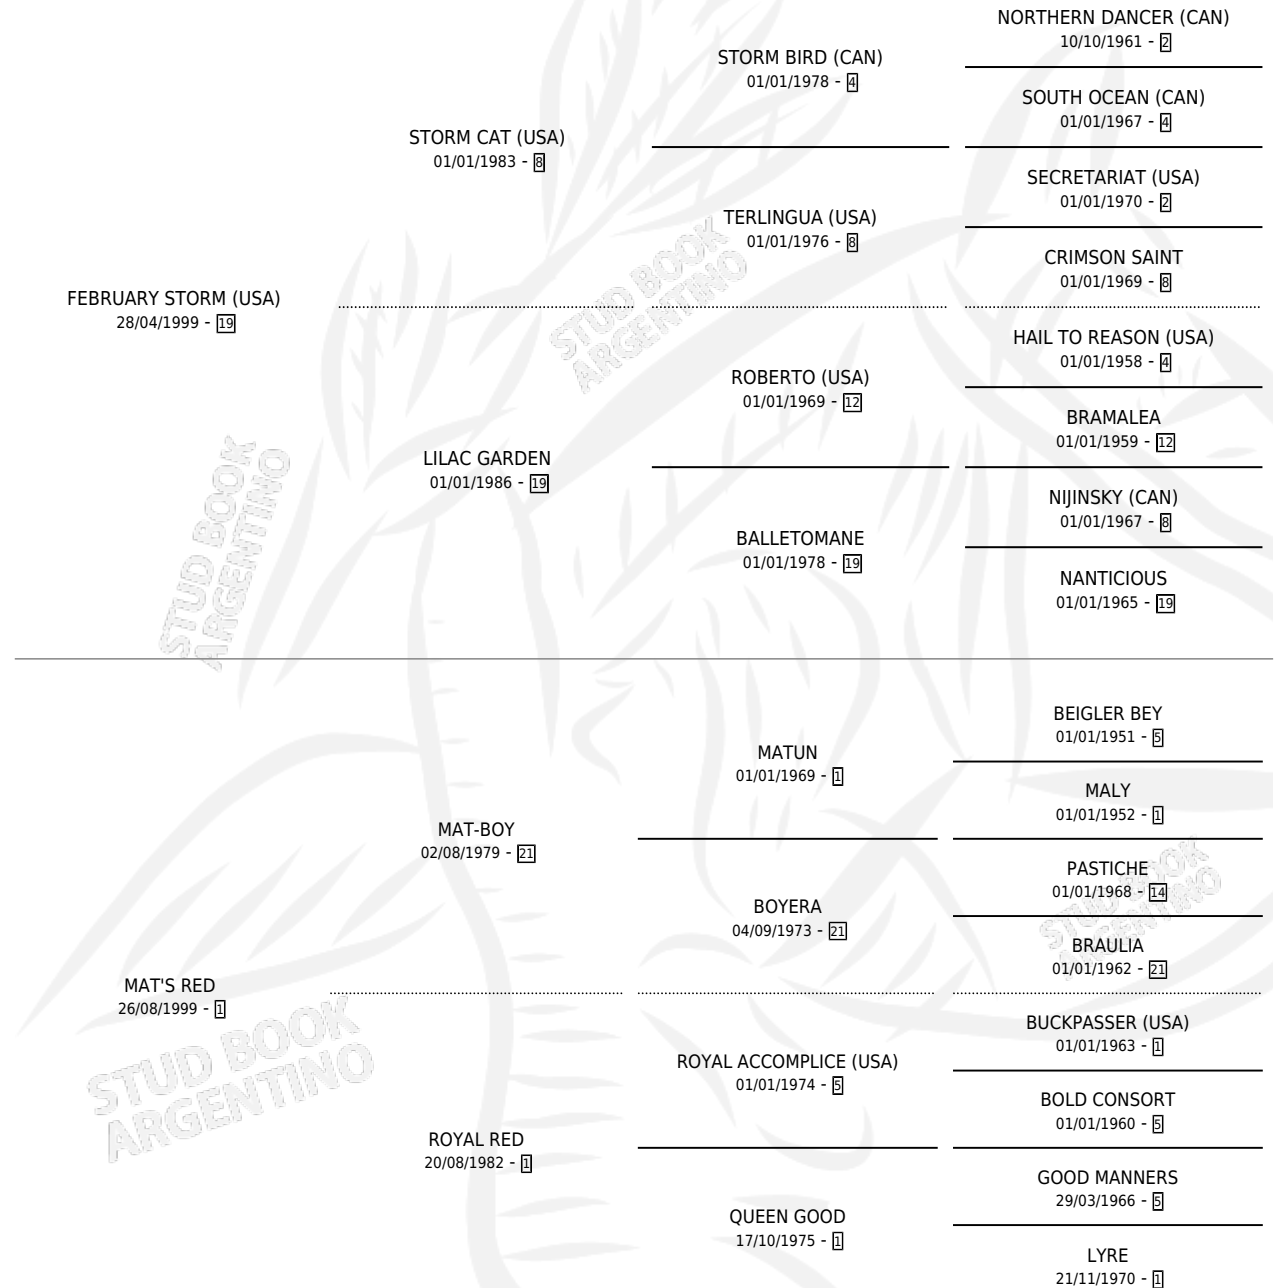 NORTHERN DANCER (CAN)
10/10/1961 - 2
STORM BIRD (CAN)
01/01/1978 - 4
SOUTH OCEAN (CAN)
01/01/1967 - 4
STORM CAT (USA)
01/01/1983 - 8
SECRETARIAT (USA)
01/01/1970 - 2
TERLINGUA (USA)
01/01/1976 - 8
CRIMSON SAINT
01/01/1969 - 8
FEBRUARY STORM (USA)
28/04/1999 - 19
STUD BOOK
ARGENTINO
HAIL TO REASON (USA)
01/01/1958 - 4
ROBERTO (USA)
01/01/1969 - 12
BRAMALEA
01/01/1959 - 12
LILAC GARDEN
01/01/1986 - 19
NIJINSKY (CAN)
01/01/1967 - 8
BALLETOMANE
01/01/1978 - 19
NANTICIOUS
01/01/1965 - 19
STUD BOOK
ARGENTINO
BEIGLER BEY
01/01/1951 - 5
MATUN
01/01/1969 - 1
MALY
01/01/1952 - 1
MAT-BOY
02/08/1979 - 21
PASTICHE
01/01/1968 - 14
BOYERA
04/09/1973 - 21
BRAULIA
01/01/1962 - 21
STUD BOOK
ARGENTINO
MAT'S RED
26/08/1999 - 1
BUCKPASSER (USA)
01/01/1963 - 1
ROYAL ACCOMPLICE (USA)
01/01/1974 - 5
BOLD CONSORT
01/01/1960 - 5
STUD BOOK
ARGENTINO
ROYAL RED
20/08/1982 - 1
GOOD MANNERS
29/03/1966 - 5
QUEEN GOOD
17/10/1975 - 1
LYRE
21/11/1970 - 1